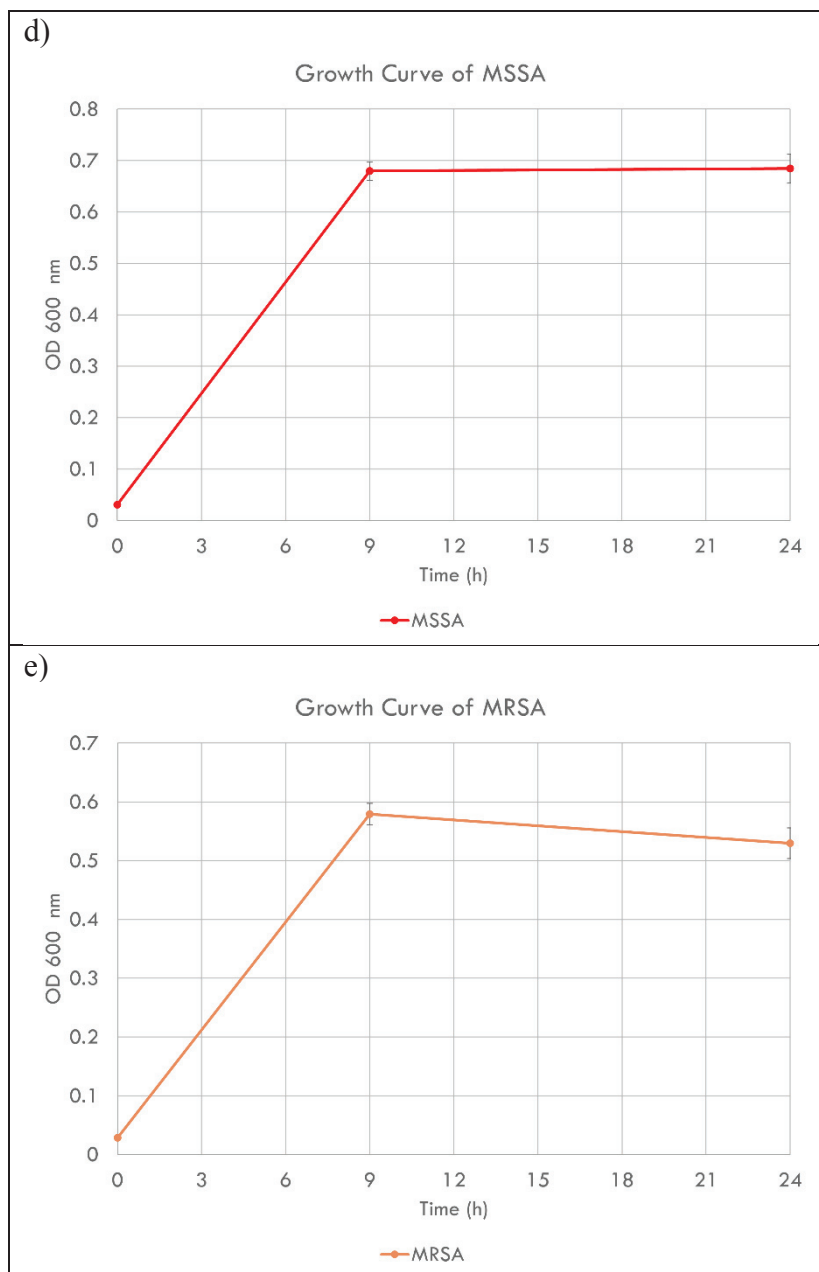 d)
Growth Curve of MSSA
0.8
0.7
0.6
0.5
0.4
0.3
0.2
0.1
0
OD 600 nm
0 3 6 9 12 15 18 21 24
Time (h)
MSSA
e)
Growth Curve of MRSA
0.7
0.6
0.5
0.4
0.3
0.2
0.1
0
OD 600 nm
0 3 6 9 12 15 18 21 24
Time (h)
MRSA